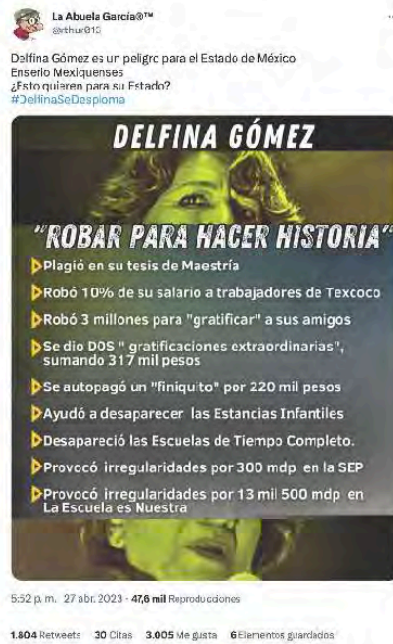 La Abuela García®™
@rthur013
Delfina Gómez es un peligro para el Estado de México
Enserio Mexiquenses
¿Esto quieren para su Estado?
#DelfinaSeDesploma
DELFINA GÓMEZ
"ROBAR PARA HACER HISTORIA"
Plagió en su tesis de Maestría
Robó 10% de su salario a trabajadores de Texcoco
Robó 3 millones para "gratificar" a sus amigos
Se dio DOS " gratificaciones extraordinarias",
sumando 317 mil pesos
Se autopagó un "finiquito" por 220 mil pesos
Ayudó a desaparecer las Estancias Infantiles
Desapareció las Escuelas de Tiempo Completo.
Provocó irregularidades por 300 mdp en la SEP
Provocó irregularidades por 13 mil 500 mdp en
La Escuela es Nuestra
5:52 p. m. 27 abr. 2023 · 47,6 mil Reproducciones
1.804 Retweets 30 Citas 3.005 Me gusta 6 Elementos guardados